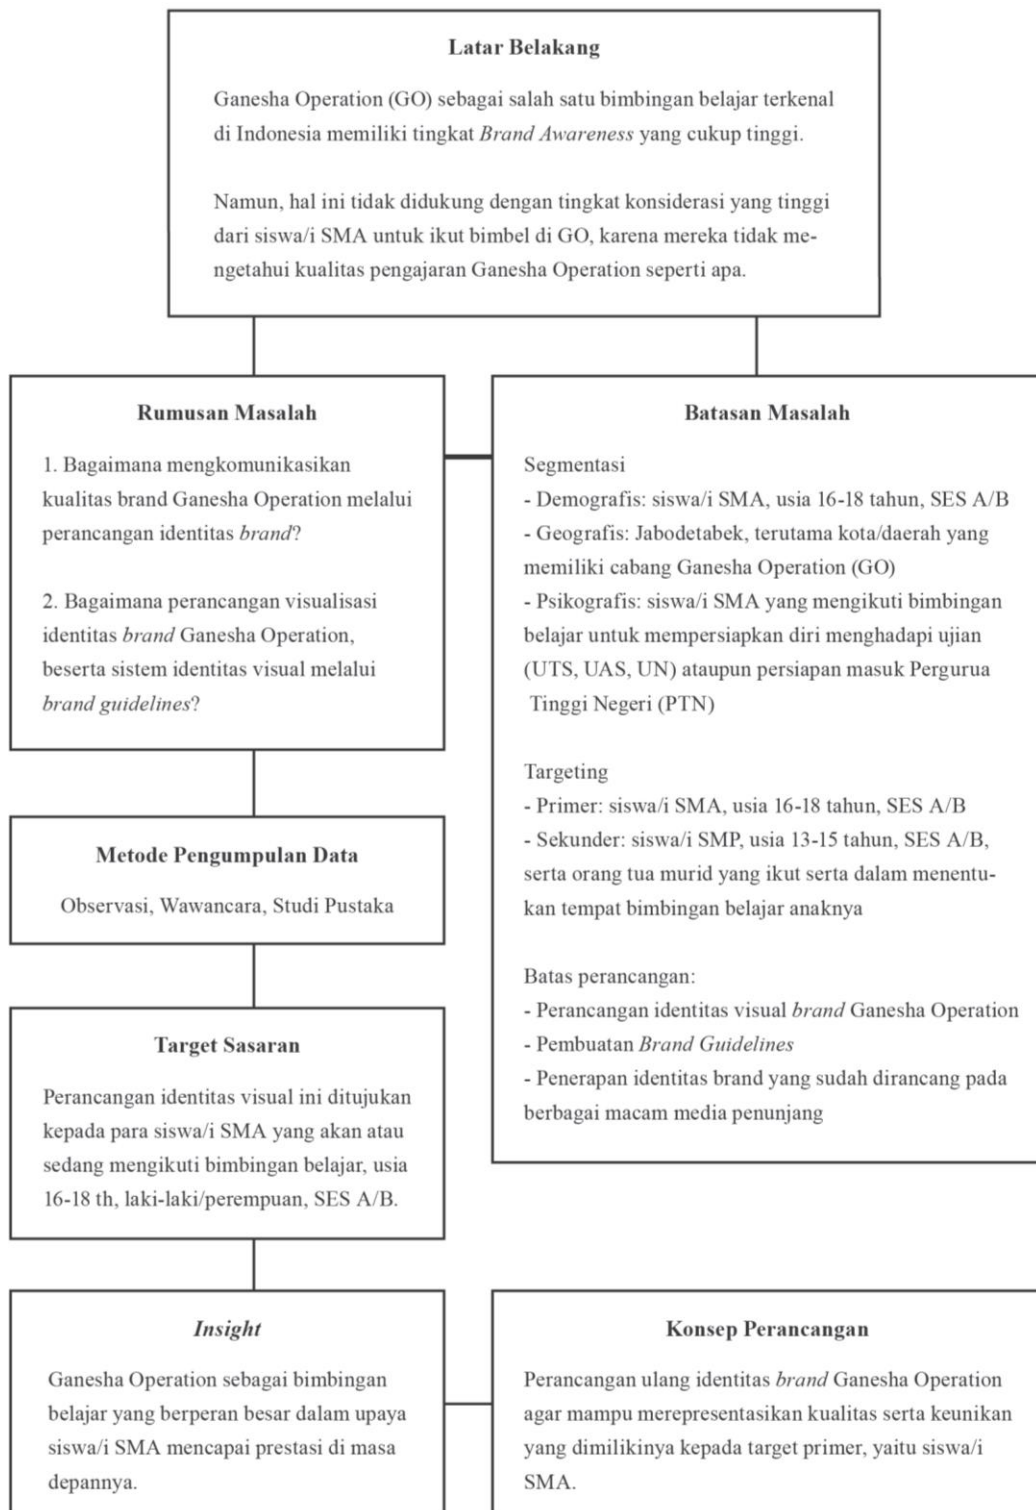 Latar Belakang
Ganesha Operation (GO) sebagai salah satu bimbingan belajar terkenal
di Indonesia memiliki tingkat Brand Awareness yang cukup tinggi.
Namun, hal ini tidak didukung dengan tingkat konsiderasi yang tinggi
dari siswa/i SMA untuk ikut bimbel di GO, karena mereka tidak me-
ngetahui kualitas pengajaran Ganesha Operation seperti apa.
Rumusan Masalah
1. Bagaimana mengkomunikasikan
kualitas brand Ganesha Operation melalui
perancangan identitas brand?
2. Bagaimana perancangan visualisasi
identitas brand Ganesha Operation,
beserta sistem identitas visual melalui
brand guidelines?
Batasan Masalah
Segmentasi
- Demografis: siswa/i SMA, usia 16-18 tahun, SES A/B
- Geografis: Jabodetabek, terutama kota/daerah yang
memiliki cabang Ganesha Operation (GO)
- Psikografis: siswa/i SMA yang mengikuti bimbingan
belajar untuk mempersiapkan diri menghadapi ujian
(UTS, UAS, UN) ataupun persiapan masuk Pergurua
Tinggi Negeri (PTN)
Targeting
- Primer: siswa/i SMA, usia 16-18 tahun, SES A/B
- Sekunder: siswa/i SMP, usia 13-15 tahun, SES A/B,
serta orang tua murid yang ikut serta dalam menentu-
kan tempat bimbingan belajar anaknya
Batas perancangan:
- Perancangan identitas visual brand Ganesha Operation
- Pembuatan Brand Guidelines
- Penerapan identitas brand yang sudah dirancang pada
berbagai macam media penunjang
Metode Pengumpulan Data
Observasi, Wawancara, Studi Pustaka
Target Sasaran
Perancangan identitas visual ini ditujukan
kepada para siswa/i SMA yang akan atau
sedang mengikuti bimbingan belajar, usia
16-18 th, laki-laki/perempuan, SES A/B.
Insight
Ganesha Operation sebagai bimbingan
belajar yang berperan besar dalam upaya
siswa/i SMA mencapai prestasi di masa
depannya.
Konsep Perancangan
Perancangan ulang identitas brand Ganesha Operation
agar mampu merepresentasikan kualitas serta keunikan
yang dimilikinya kepada target primer, yaitu siswa/i
SMA.